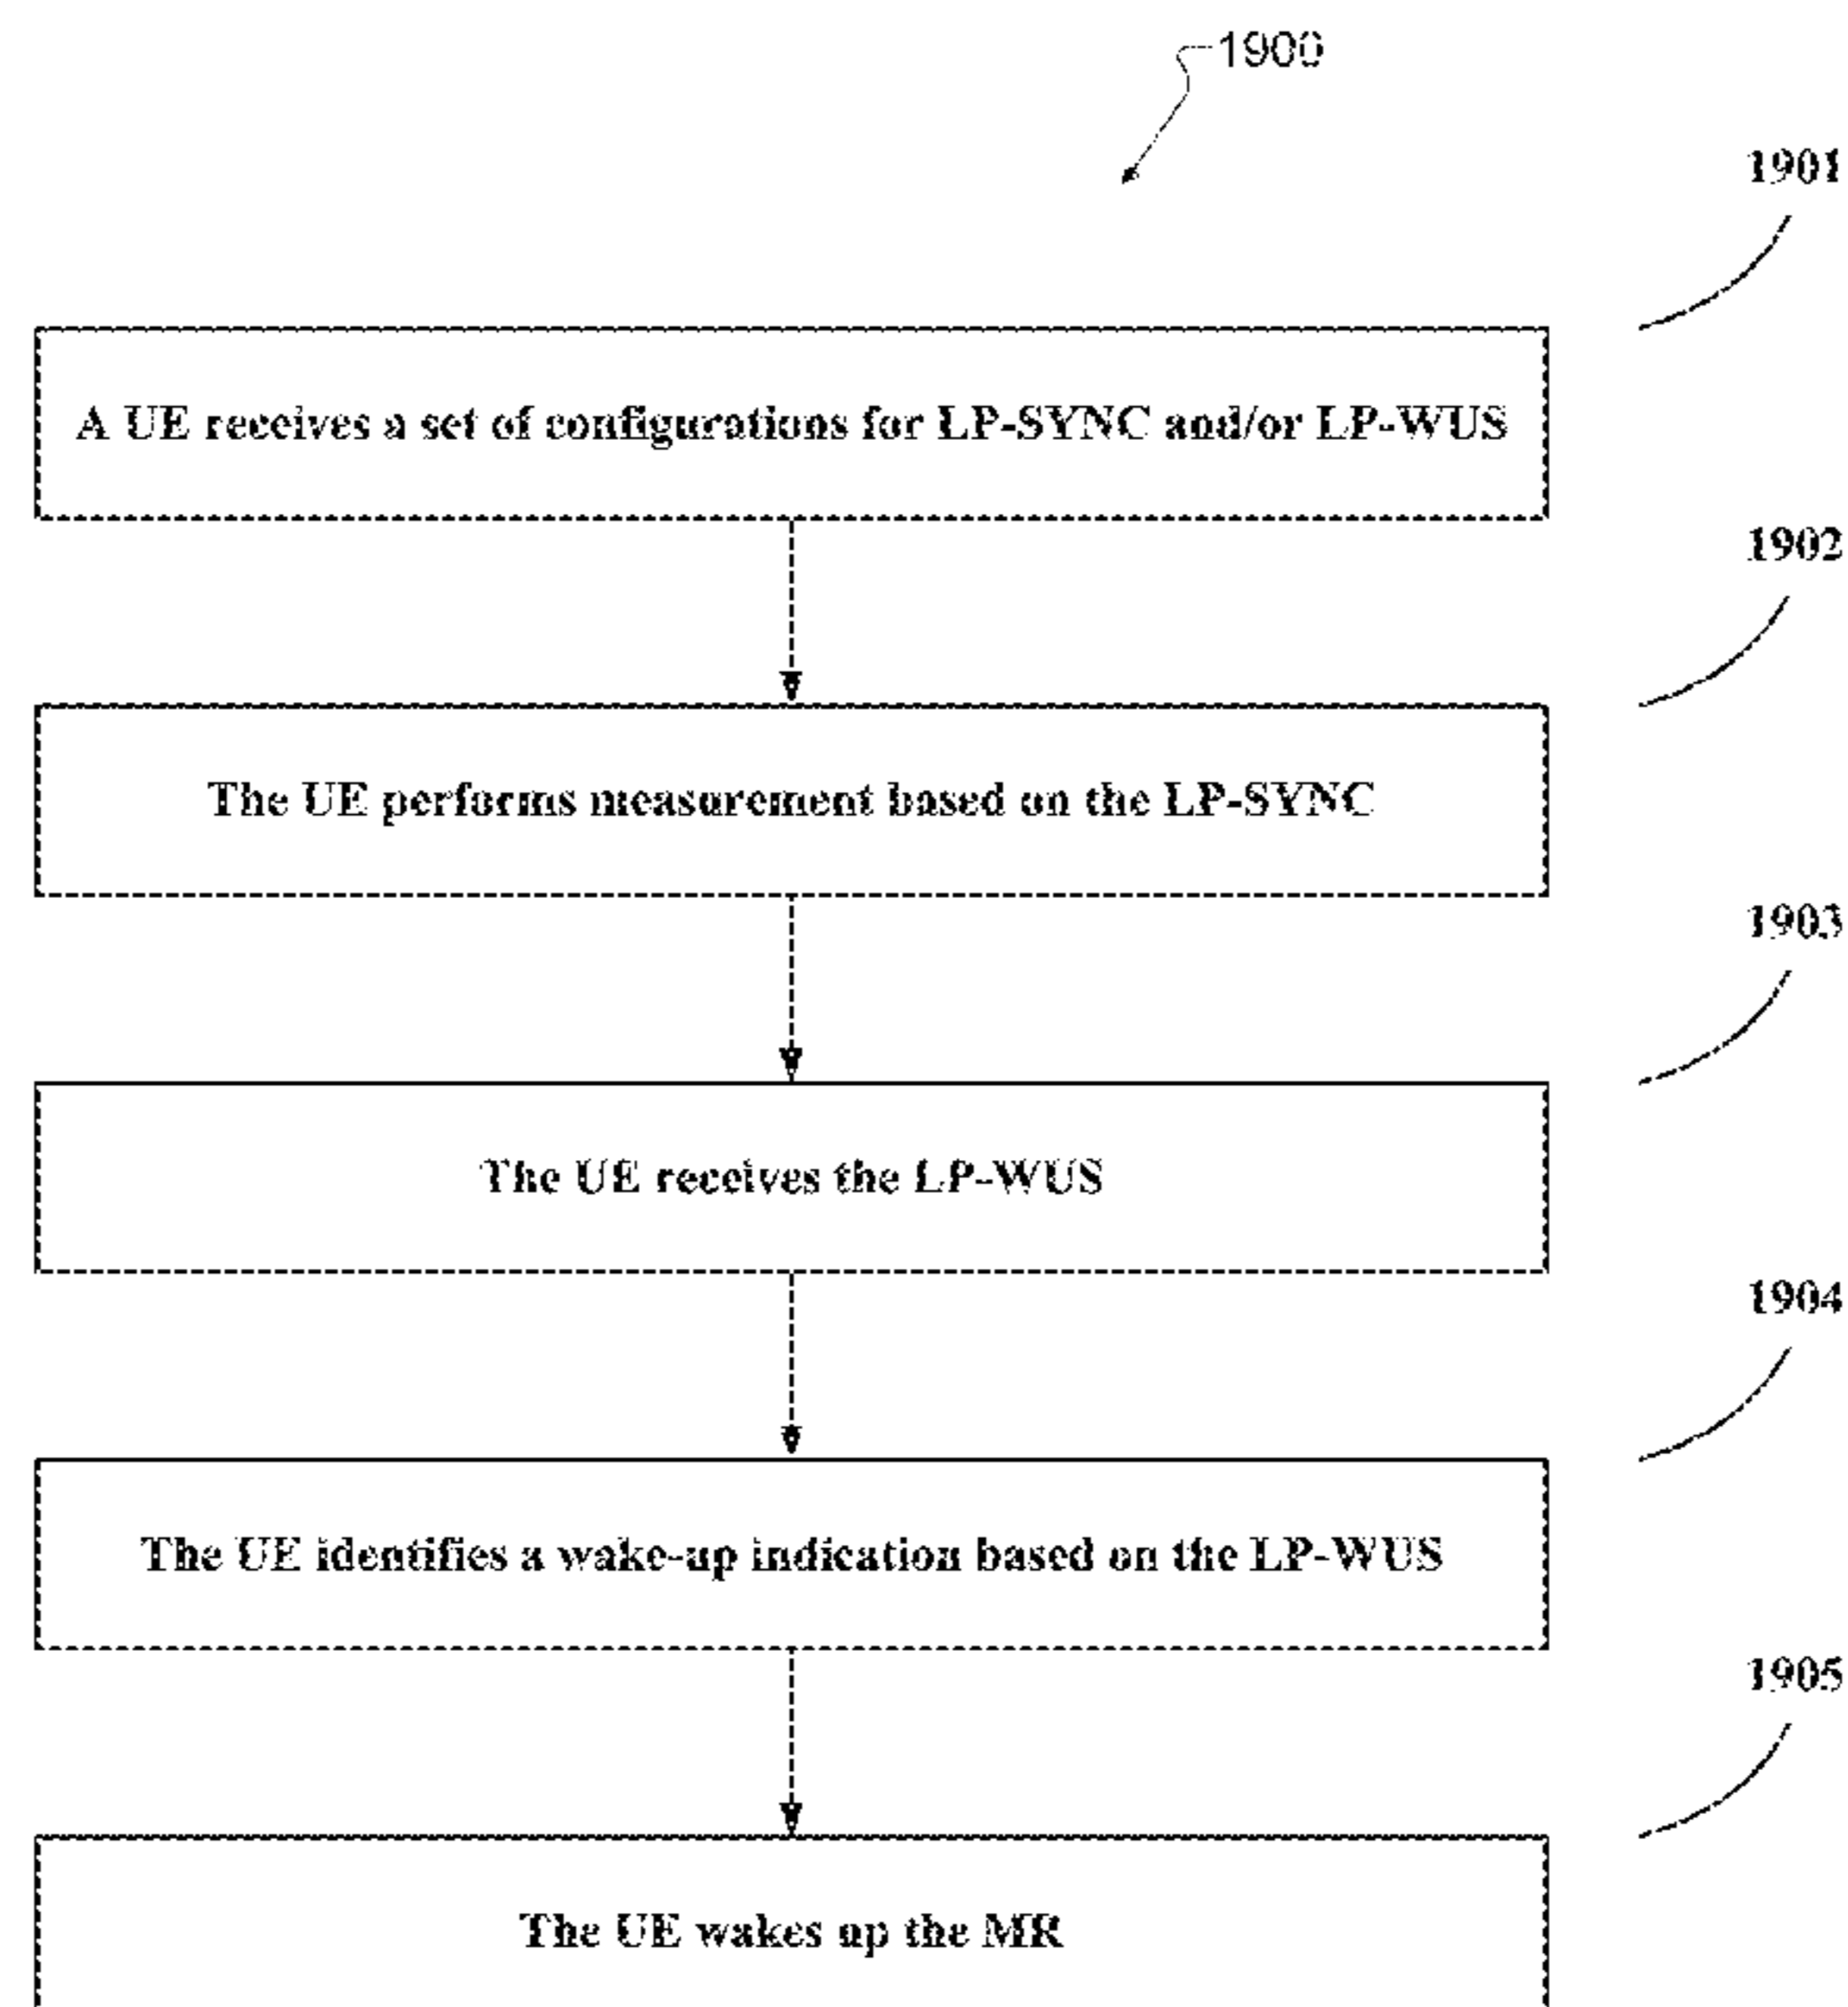 1900
1901
A UE receives a set of configurations for LP-SYNC and/or LP-WUS
1902
The UE performs measurement based on the LP-SYNC
1903
The UE receives the LP-WUS
1904
The UE identifies a wake-up indication based on the LP-WUS
1905
The UE wakes up the MR